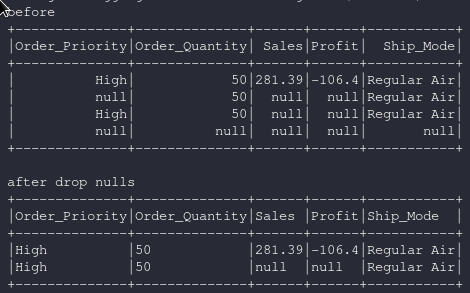 before
+--------------+--------------+------+------+-----------+
|Order_Priority|Order_Quantity| Sales|Profit|  Ship_Mode|
+--------------+--------------+------+------+-----------+
|          High|            50|281.39|-106.4|Regular Air|
|          null|            50|  null|  null|Regular Air|
|          High|            50|  null|  null|Regular Air|
|          null|          null|  null|  null|       null|
+--------------+--------------+------+------+-----------+
after drop nulls
+--------------+--------------+------+------+-----------+
|Order_Priority|Order_Quantity|Sales |Profit|Ship_Mode  |
+--------------+--------------+------+------+-----------+
|High          |50            |281.39|-106.4|Regular Air|
|High          |50            |null  |null  |Regular Air|
+--------------+--------------+------+------+-----------+